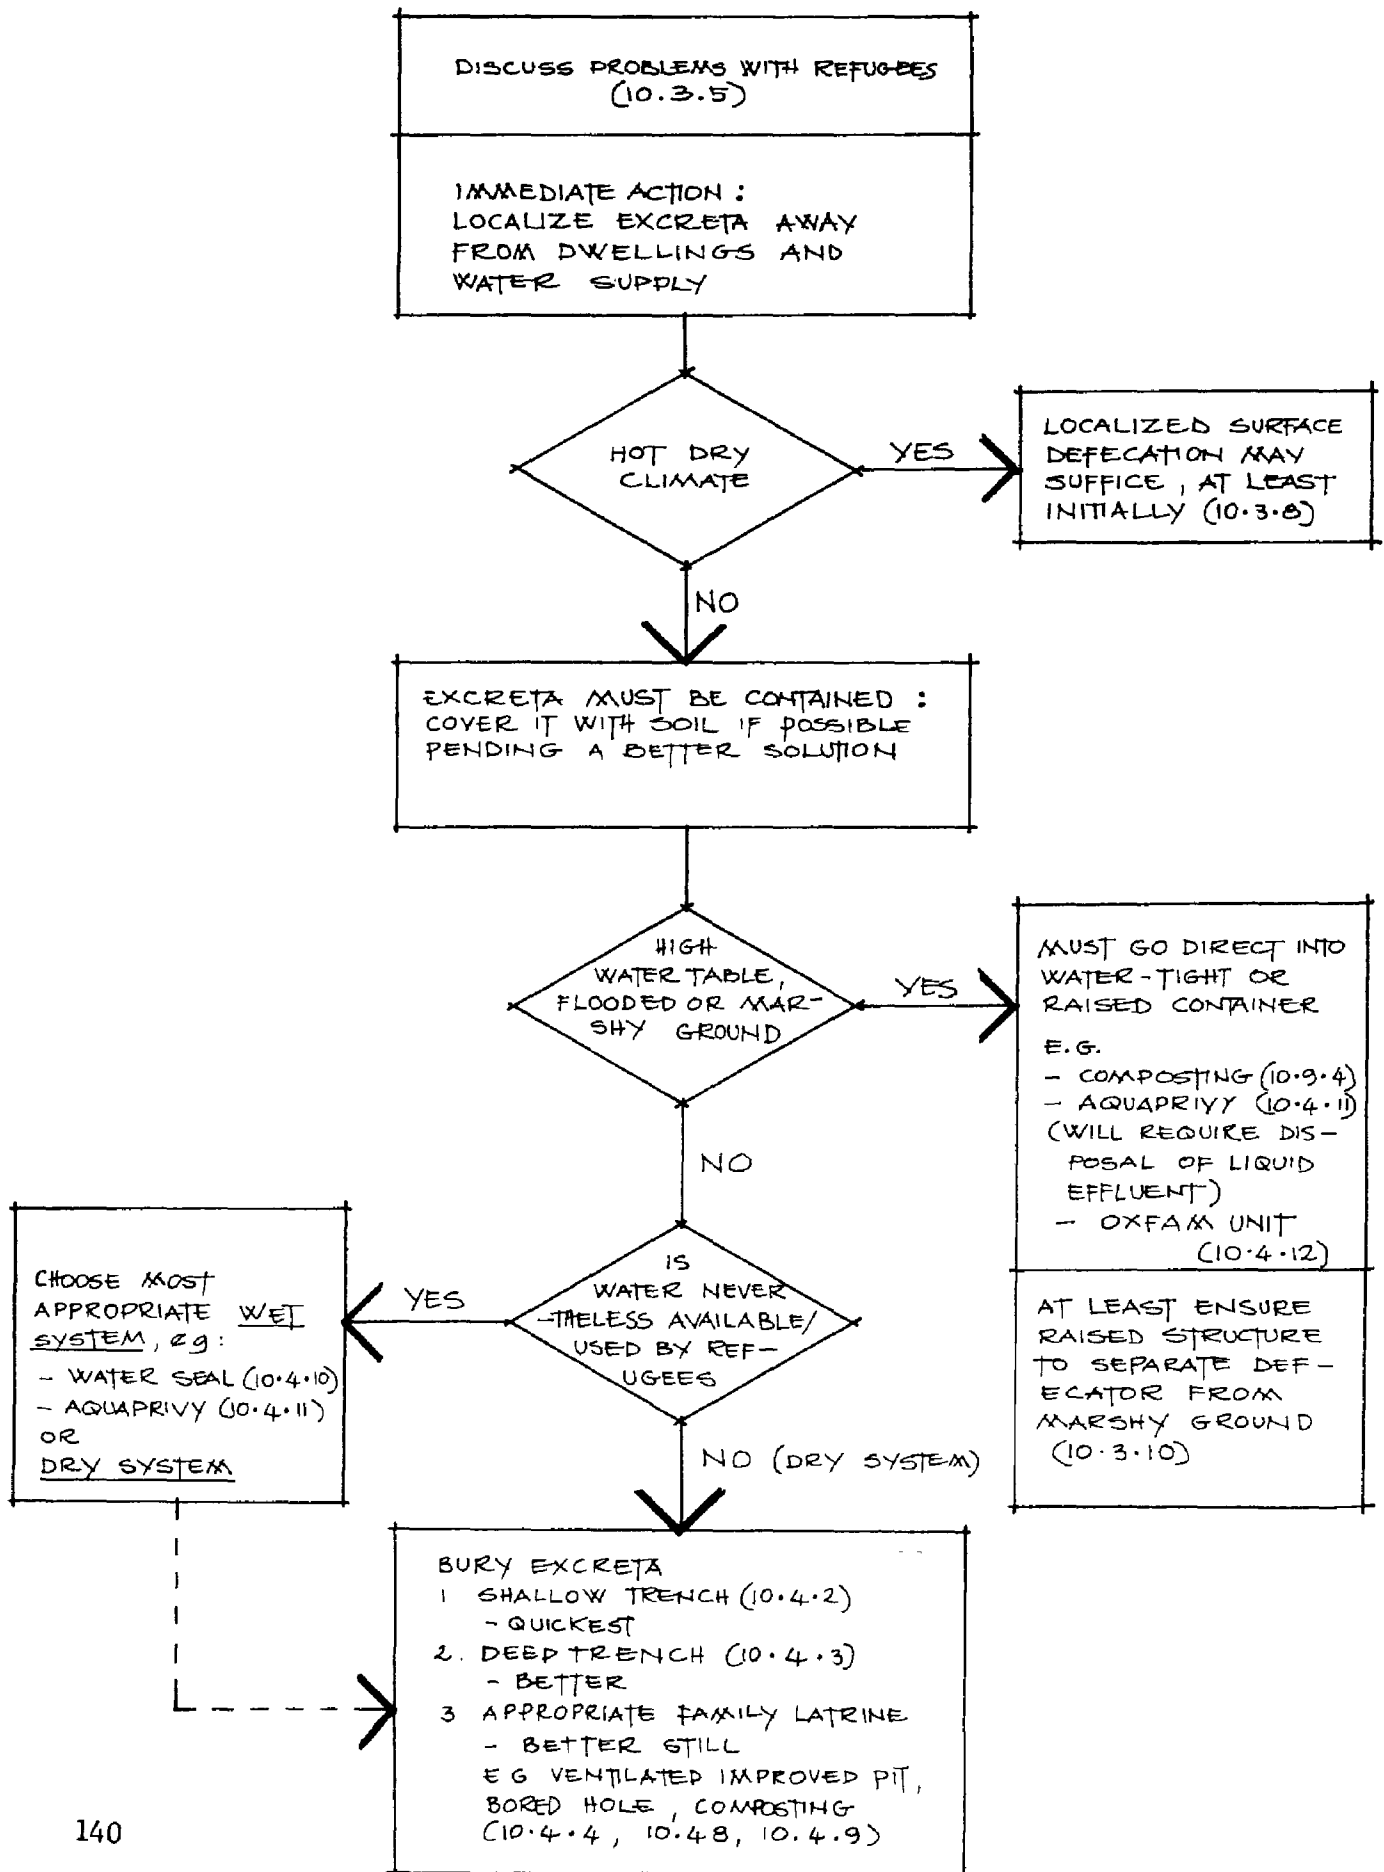 DISCUSS PROBLEMS WITH REFUGEES
(10.3.5)
IMMEDIATE ACTION :
LOCALIZE EXCRETA AWAY
FROM DWELLINGS AND
WATER SUPPLY
HOT DRY
CLIMATE
YES
LOCALIZED SURFACE
DEFECATION MAY
SUFFICE, AT LEAST
INITIALLY (10.3.8)
NO
EXCRETA MUST BE CONTAINED :
COVER IT WITH SOIL IF POSSIBLE
PENDING A BETTER SOLUTION
HIGH
WATER TABLE,
FLOODED OR MAR-
SHY GROUND
YES
MUST GO DIRECT INTO
WATER-TIGHT OR
RAISED CONTAINER
E.G.
- COMPOSTING (10.9.4)
- AQUAPRIVY (10.4.11)
(WILL REQUIRE DIS-
POSAL OF LIQUID
EFFLUENT)
- OXFAM UNIT
(10.4.12)
AT LEAST ENSURE
RAISED STRUCTURE
TO SEPARATE DEF-
ECATOR FROM
MARSHY GROUND
(10.3.10)
NO
IS
WATER NEVER
-THELESS AVAILABLE/
USED BY REF-
UGEES
YES
CHOOSE MOST
APPROPRIATE WET
SYSTEM, eg:
- WATER SEAL (10.4.10)
- AQUAPRIVY (10.4.11)
OR
DRY SYSTEM
NO (DRY SYSTEM)
BURY EXCRETA
1 SHALLOW TRENCH (10.4.2)
- QUICKEST
2. DEEP TRENCH (10.4.3)
- BETTER
3 APPROPRIATE FAMILY LATRINE
- BETTER STILL
E G VENTILATED IMPROVED PIT,
BORED HOLE, COMPOSTING
(10.4.4, 10.48, 10.4.9)
140